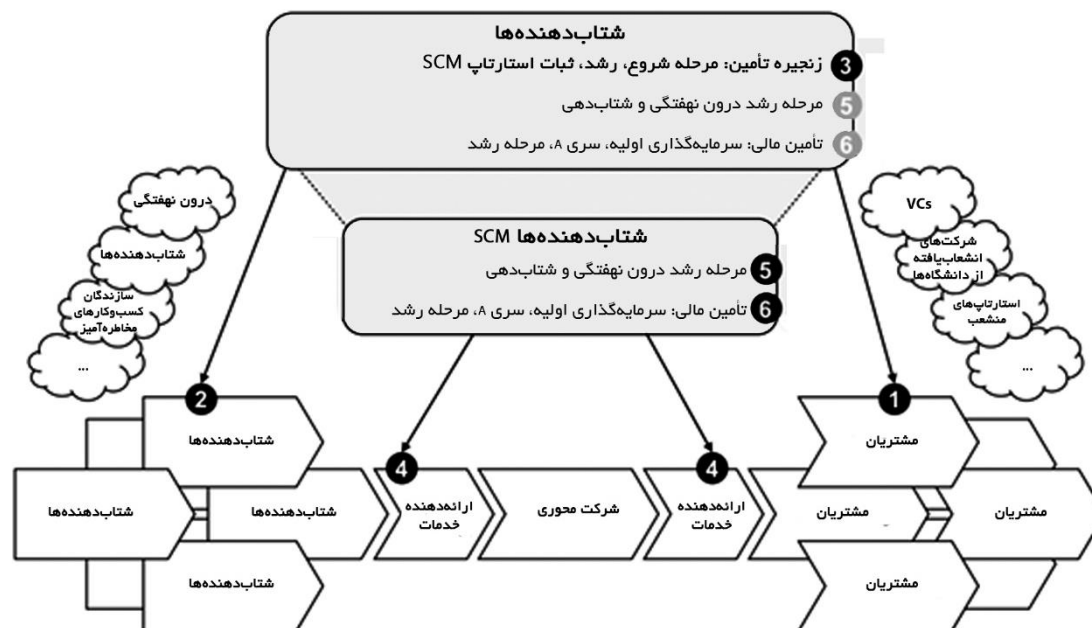 شتاب‌دهنده‌ها
3 زنجیره تأمین: مرحله شروع، رشد، ثبات استارتاپ SCM
5 مرحله رشد درون نهفتگی و شتاب‌دهی
6 تأمین مالی: سرمایه‌گذاری اولیه، سری A، مرحله رشد
شتاب‌دهنده‌ها SCM
5 مرحله رشد درون نهفتگی و شتاب‌دهی
6 تأمین مالی: سرمایه‌گذاری اولیه، سری A، مرحله رشد
VCs
شرکت‌های
انشعاب‌یافته
از دانشگاه‌ها
استارتاپ‌های
منشعب
...
درون نهفتگی
شتاب‌دهنده‌ها
سازندگان
کسب‌وکارهای
مخاطره‌آمیز
...
1
مشتریان
2
شتاب‌دهنده‌ها
مشتریان
مشتریان
4
ارائه‌دهنده
خدمات
شرکت محوری
4
ارائه‌دهنده
خدمات
شتاب‌دهنده‌ها
شتاب‌دهنده‌ها
مشتریان
شتاب‌دهنده‌ها